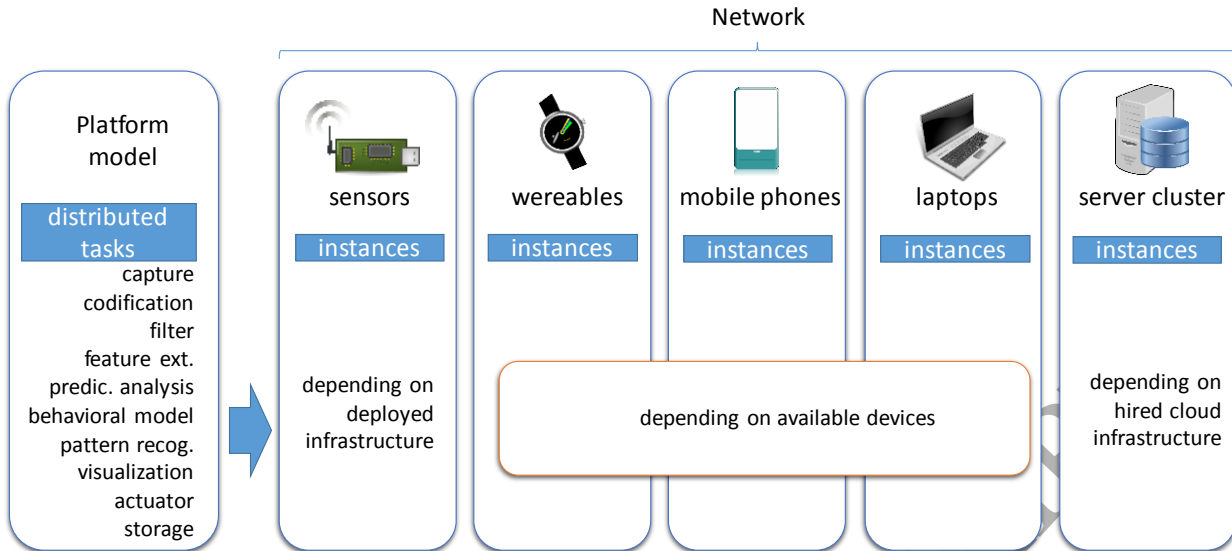 Network
Platform
model
distributed
tasks
capture
codification
filter
feature ext.
predic. analysis
behavioral model
pattern recog.
visualization
actuator
storage
sensors
instances
depending on
deployed
infrastructure
wereables
instances
mobile phones
instances
laptops
instances
depending on available devices
server cluster
instances
depending on
hired cloud
infrastructure